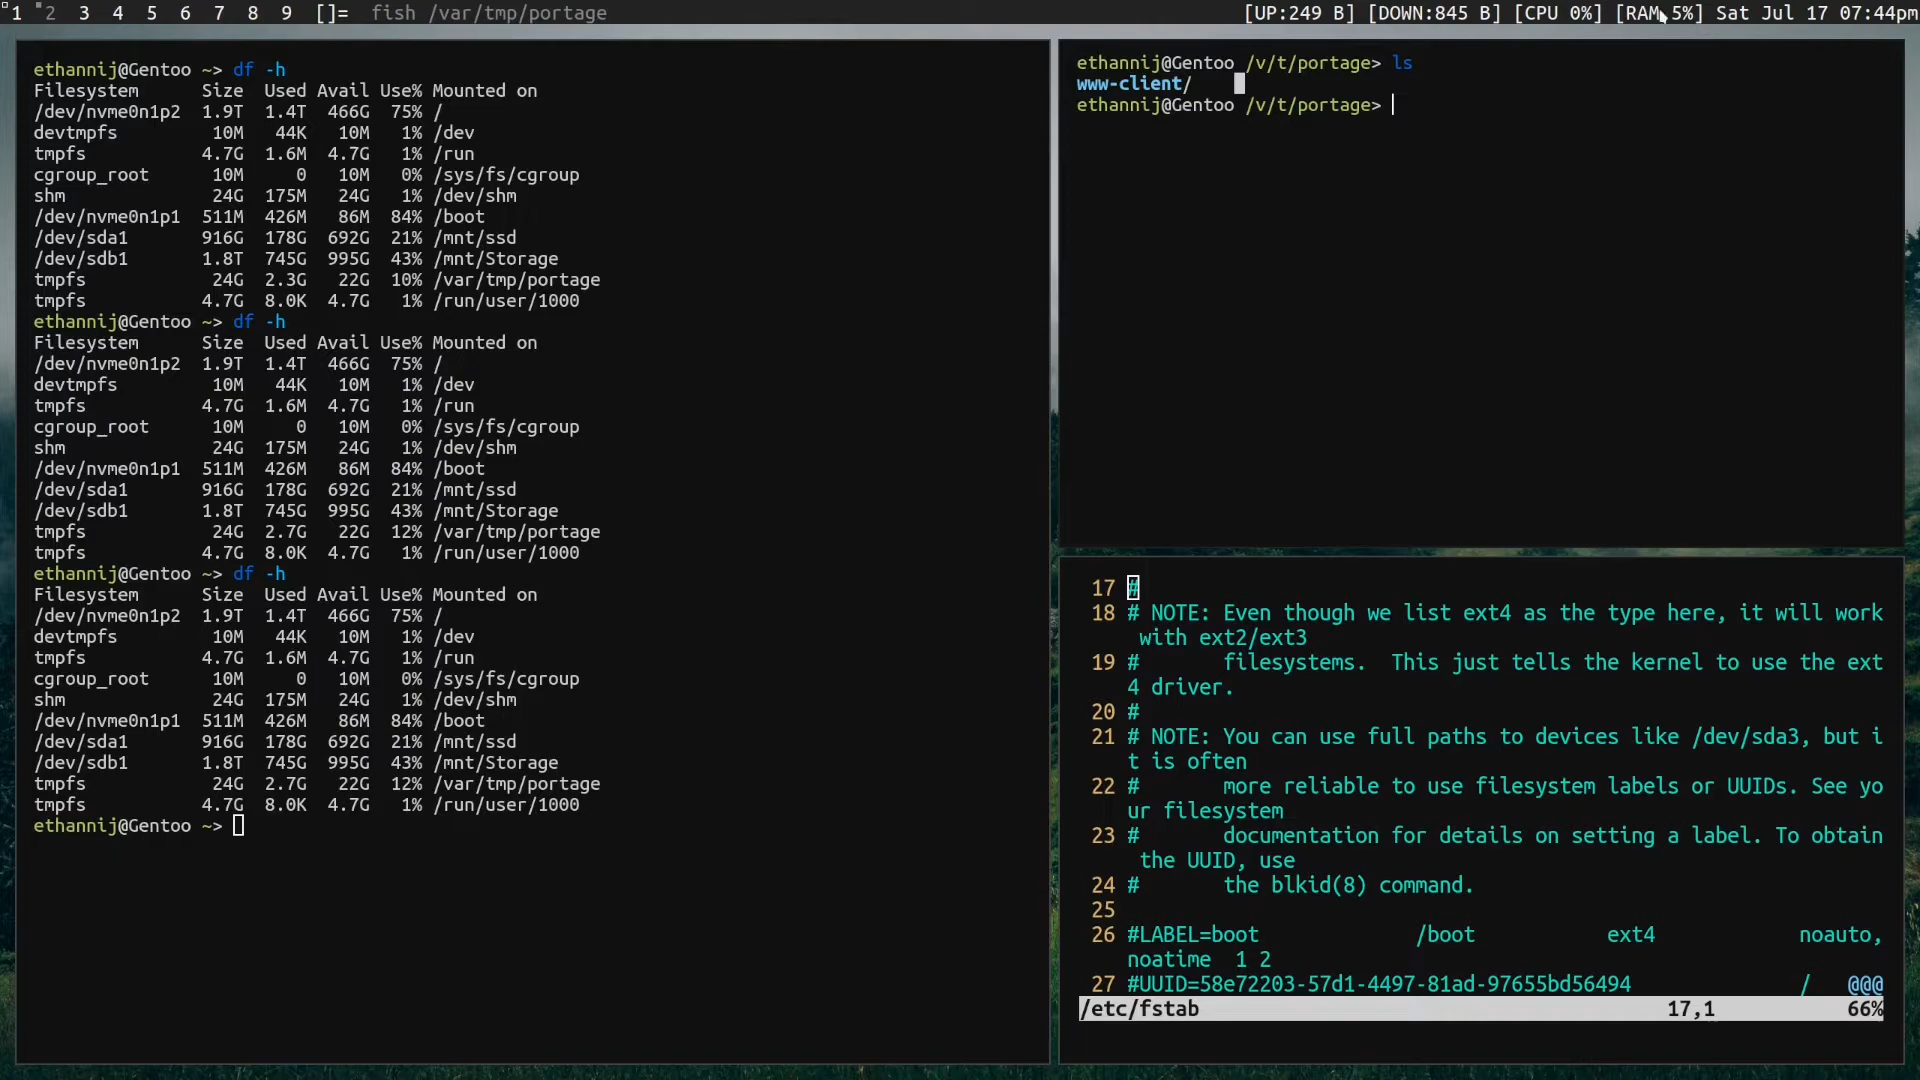 1 2 3 4 5 6 7 8 9 []= fish /var/tmp/portage [UP:249 B] [DOWN:845 B] [CPU 0%] [RAM 5%] Sat Jul 17 07:44pm
ethannij@Gentoo ~> df -h
Filesystem Size Used Avail Use% Mounted on
/dev/nvme0n1p2 1.9T 1.4T 466G 75% /
devtmpfs 10M 44K 10M 1% /dev
tmpfs 4.7G 1.6M 4.7G 1% /run
cgroup_root 10M 0 10M 0% /sys/fs/cgroup
shm 24G 175M 24G 1% /dev/shm
/dev/nvme0n1p1 511M 426M 86M 84% /boot
/dev/sda1 916G 178G 692G 21% /mnt/ssd
/dev/sdb1 1.8T 745G 995G 43% /mnt/Storage
tmpfs 24G 2.3G 22G 10% /var/tmp/portage
tmpfs 4.7G 8.0K 4.7G 1% /run/user/1000
ethannij@Gentoo ~> df -h
Filesystem Size Used Avail Use% Mounted on
/dev/nvme0n1p2 1.9T 1.4T 466G 75% /
devtmpfs 10M 44K 10M 1% /dev
tmpfs 4.7G 1.6M 4.7G 1% /run
cgroup_root 10M 0 10M 0% /sys/fs/cgroup
shm 24G 175M 24G 1% /dev/shm
/dev/nvme0n1p1 511M 426M 86M 84% /boot
/dev/sda1 916G 178G 692G 21% /mnt/ssd
/dev/sdb1 1.8T 745G 995G 43% /mnt/Storage
tmpfs 24G 2.7G 22G 12% /var/tmp/portage
tmpfs 4.7G 8.0K 4.7G 1% /run/user/1000
ethannij@Gentoo ~> df -h
Filesystem Size Used Avail Use% Mounted on
/dev/nvme0n1p2 1.9T 1.4T 466G 75% /
devtmpfs 10M 44K 10M 1% /dev
tmpfs 4.7G 1.6M 4.7G 1% /run
cgroup_root 10M 0 10M 0% /sys/fs/cgroup
shm 24G 175M 24G 1% /dev/shm
/dev/nvme0n1p1 511M 426M 86M 84% /boot
/dev/sda1 916G 178G 692G 21% /mnt/ssd
/dev/sdb1 1.8T 745G 995G 43% /mnt/Storage
tmpfs 24G 2.7G 22G 12% /var/tmp/portage
tmpfs 4.7G 8.0K 4.7G 1% /run/user/1000
ethannij@Gentoo ~>
ethannij@Gentoo /v/t/portage> ls
www-client/
ethannij@Gentoo /v/t/portage>
17 #
18 # NOTE: Even though we list ext4 as the type here, it will work
with ext2/ext3
19 # filesystems. This just tells the kernel to use the ext
4 driver.
20 #
21 # NOTE: You can use full paths to devices like /dev/sda3, but i
t is often
22 # more reliable to use filesystem labels or UUIDs. See yo
ur filesystem
23 # documentation for details on setting a label. To obtain
the UUID, use
24 # the blkid(8) command.
25
26 #LABEL=boot /boot ext4 noauto,
noatime 1 2
27 #UUID=58e72203-57d1-4497-81ad-97655bd56494 / @@@
/etc/fstab 17,1 66%